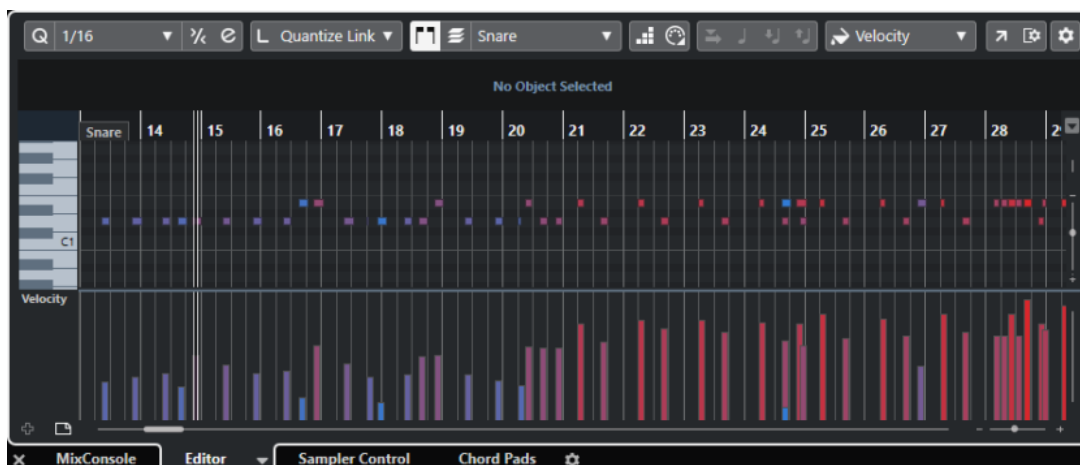 Q 1/16 L Quantize Link Snare Velocity
No Object Selected
Snare 14 15 16 17 18 19 20 21 22 23 24 25 26 27 28
C1
Velocity
MixConsole Editor Sampler Control Chord Pads